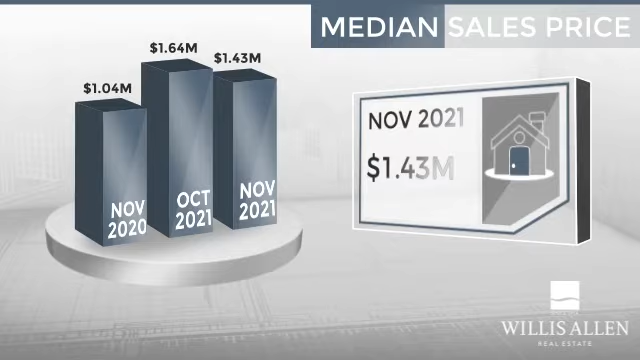 MEDIAN SALES PRICE
$1.04M
$1.64M
$1.43M
NOV
2020
OCT
2021
NOV
2021
NOV 2021
$1.43M
WILLIS ALLEN
REAL ESTATE